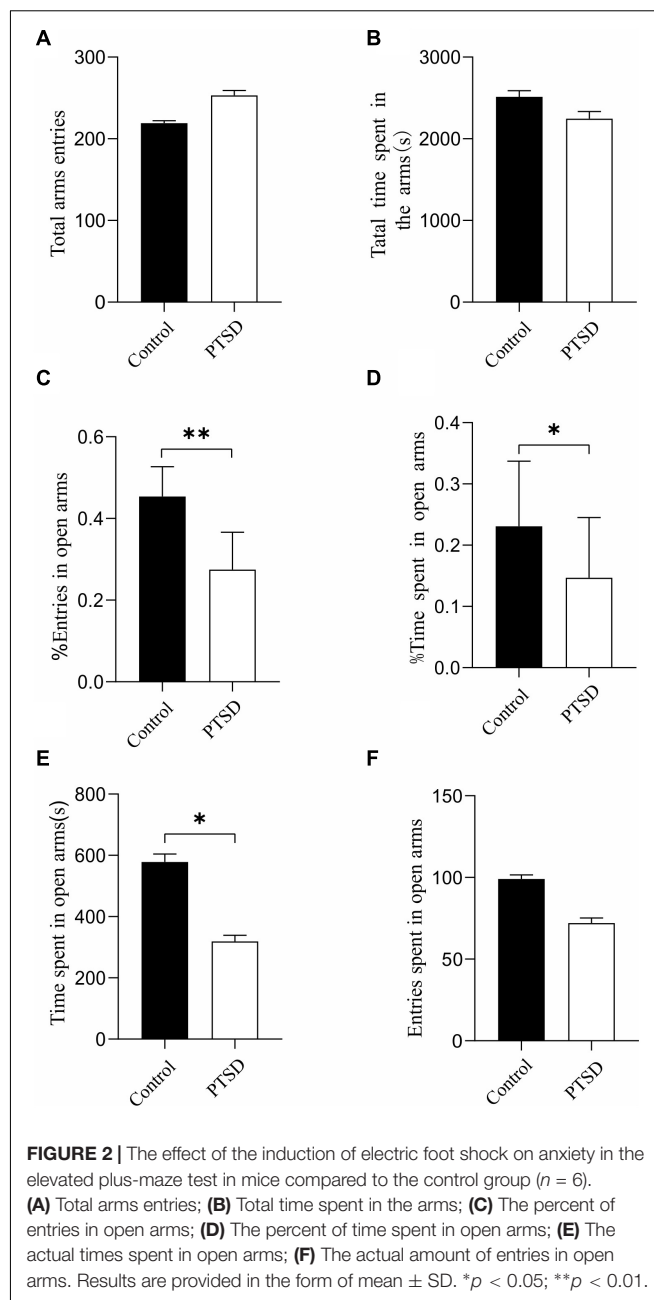 A
Total arms entries
300
200
100
0
Control
PTSD
B
Tatal time spent in
the arms(s)
3000
2000
1000
0
Control
PTSD
C
%Entries in open arms
0.6
0.4
0.2
0.0
**
Control
PTSD
D
%Time spent in open arms
0.4
0.3
0.2
0.1
0.0
*
Control
PTSD
E
Time spent in open arms(s)
800
600
400
200
0
*
Control
PTSD
F
Entries spent in open arms
150
100
50
0
Control
PTSD
FIGURE 2 | The effect of the induction of electric foot shock on anxiety in the
elevated plus-maze test in mice compared to the control group (n = 6).
(A) Total arms entries; (B) Total time spent in the arms; (C) The percent of
entries in open arms; (D) The percent of time spent in open arms; (E) The
actual times spent in open arms; (F) The actual amount of entries in open
arms. Results are provided in the form of mean ± SD. *p < 0.05; **p < 0.01.